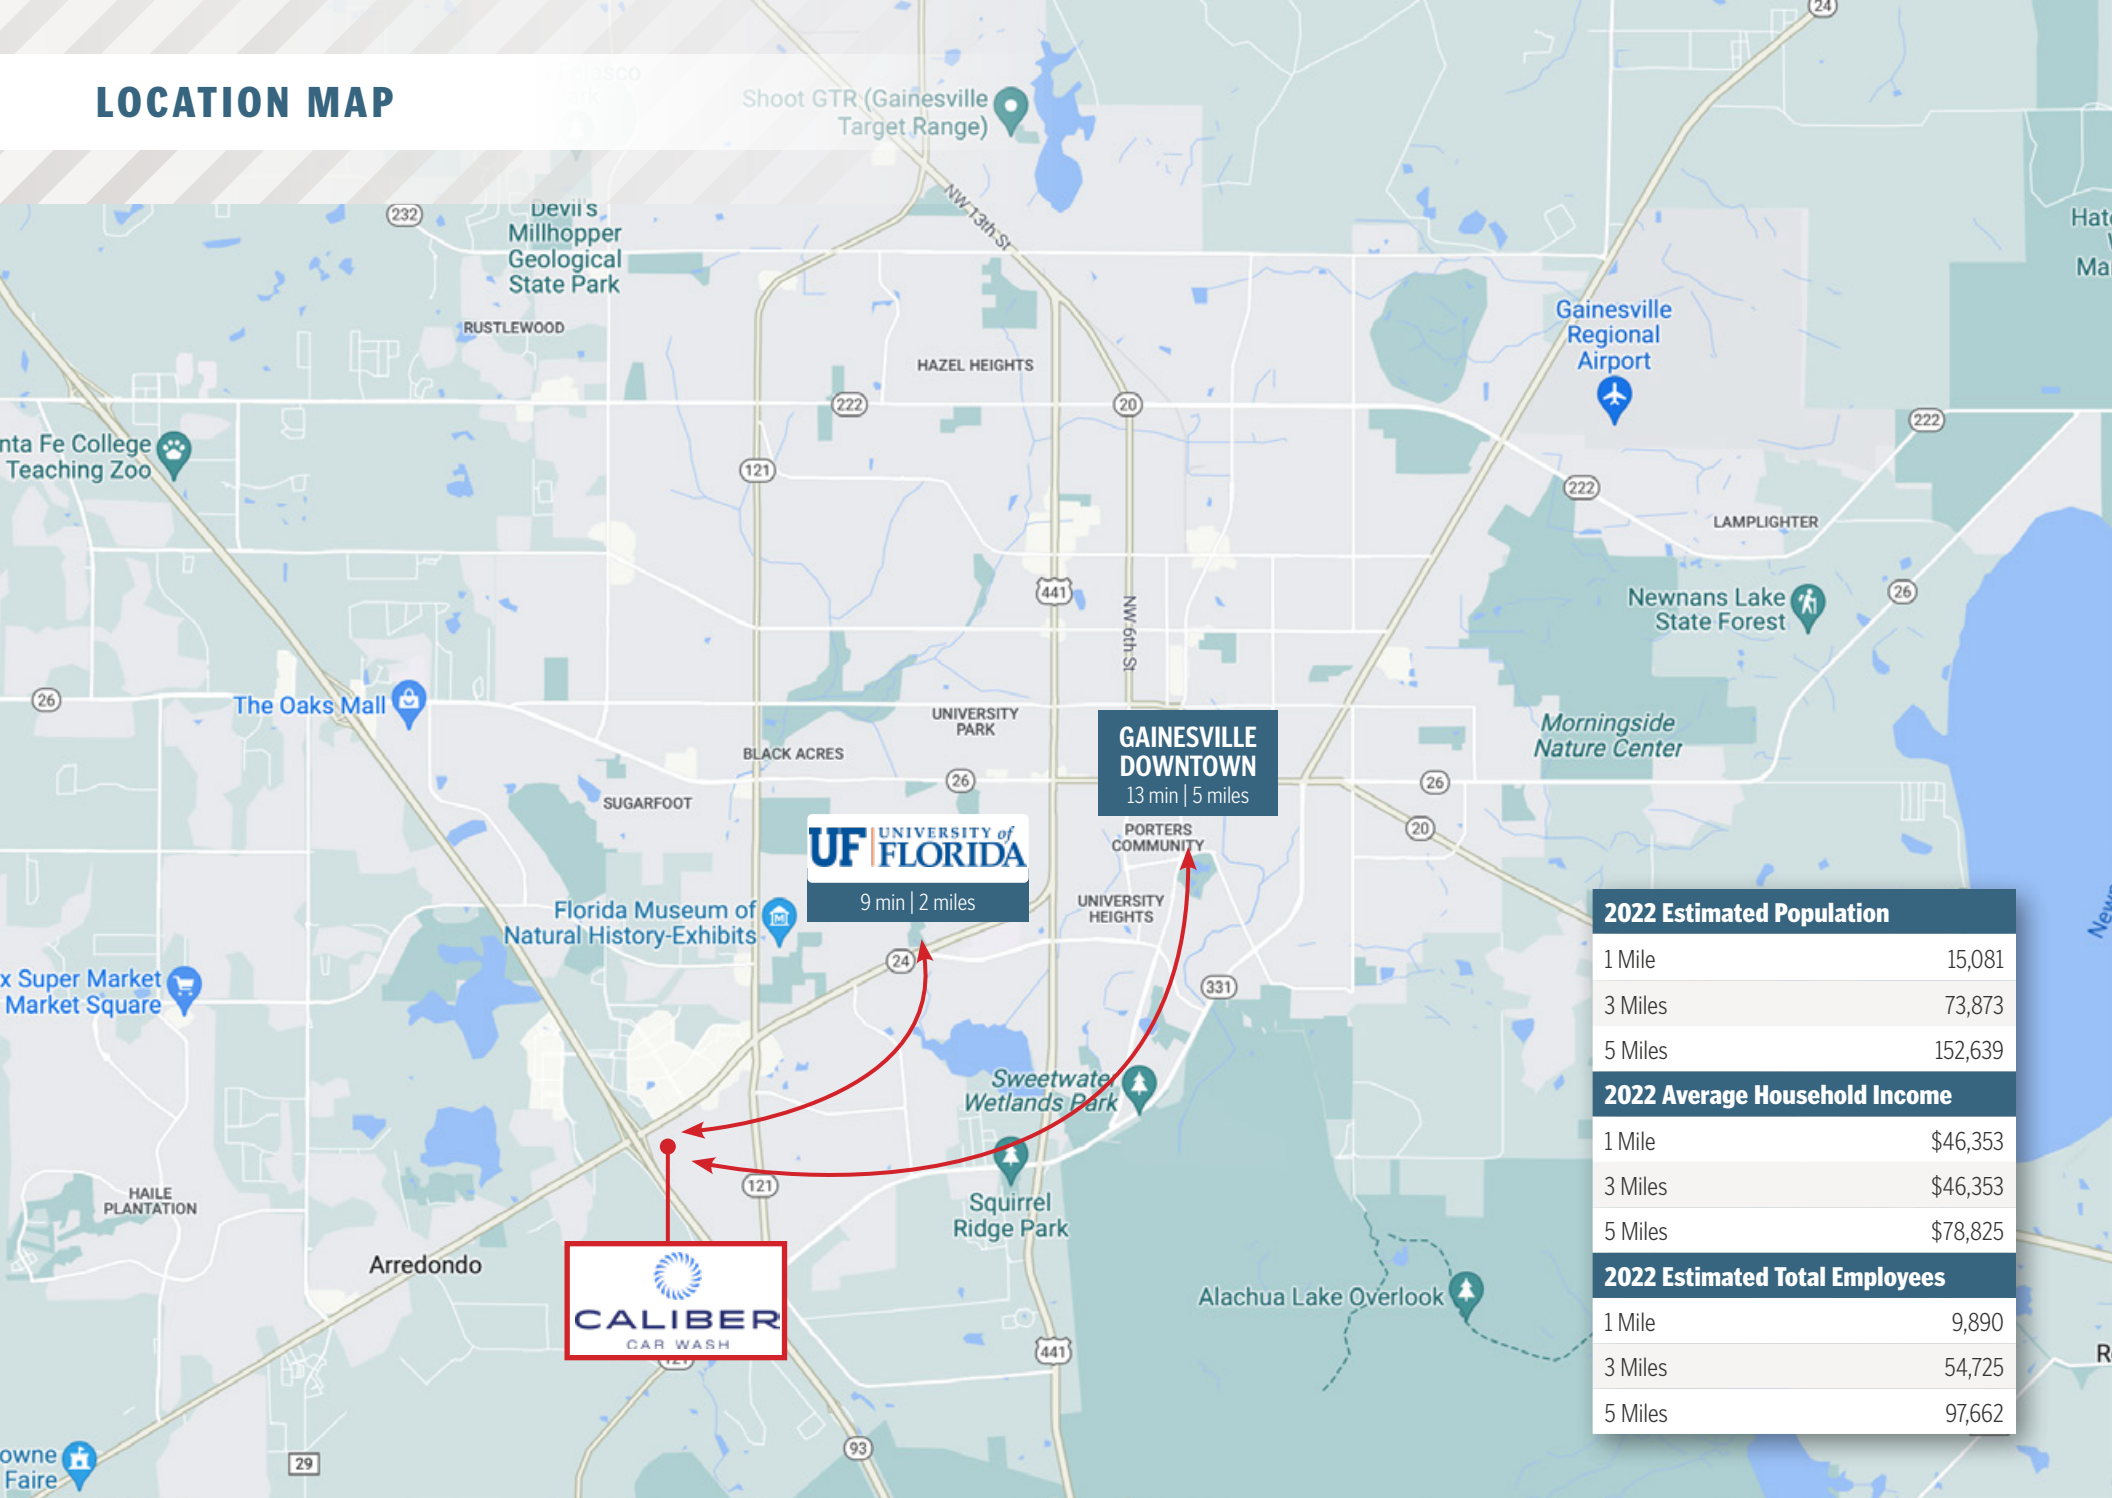 LOCATION MAP
24
Shoot GTR (Gainesville
Target Range)
NW 13th St
232
Devil's
Millhopper
Geological
State Park
RUSTLEWOOD
HAZEL HEIGHTS
Gainesville
Regional
Airport
222
20
222
Fe College
Teaching Zoo
121
222
LAMPLIGHTER
441
NW 6th St
Newnans Lake
State Forest
26
26
The Oaks Mall
UNIVERSITY
PARK
BLACK ACRES
GAINESVILLE
DOWNTOWN
13 min | 5 miles
Morningside
Nature Center
26
26
SUGARFOOT
20
UF UNIVERSITY of
FLORIDA
9 min | 2 miles
PORTERS
COMMUNITY
UNIVERSITY
HEIGHTS
Florida Museum of
Natural History-Exhibits
24
331
Super Market
Market Square
Sweetwater
Wetlands Park
HAILE
PLANTATION
121
Squirrel
Ridge Park
Arredondo
CALIBER
CAR WASH
121
Alachua Lake Overlook
441
93
29
Faire
2022 Estimated Population
1 Mile 15,081
3 Miles 73,873
5 Miles 152,639
2022 Average Household Income
1 Mile $46,353
3 Miles $46,353
5 Miles $78,825
2022 Estimated Total Employees
1 Mile 9,890
3 Miles 54,725
5 Miles 97,662